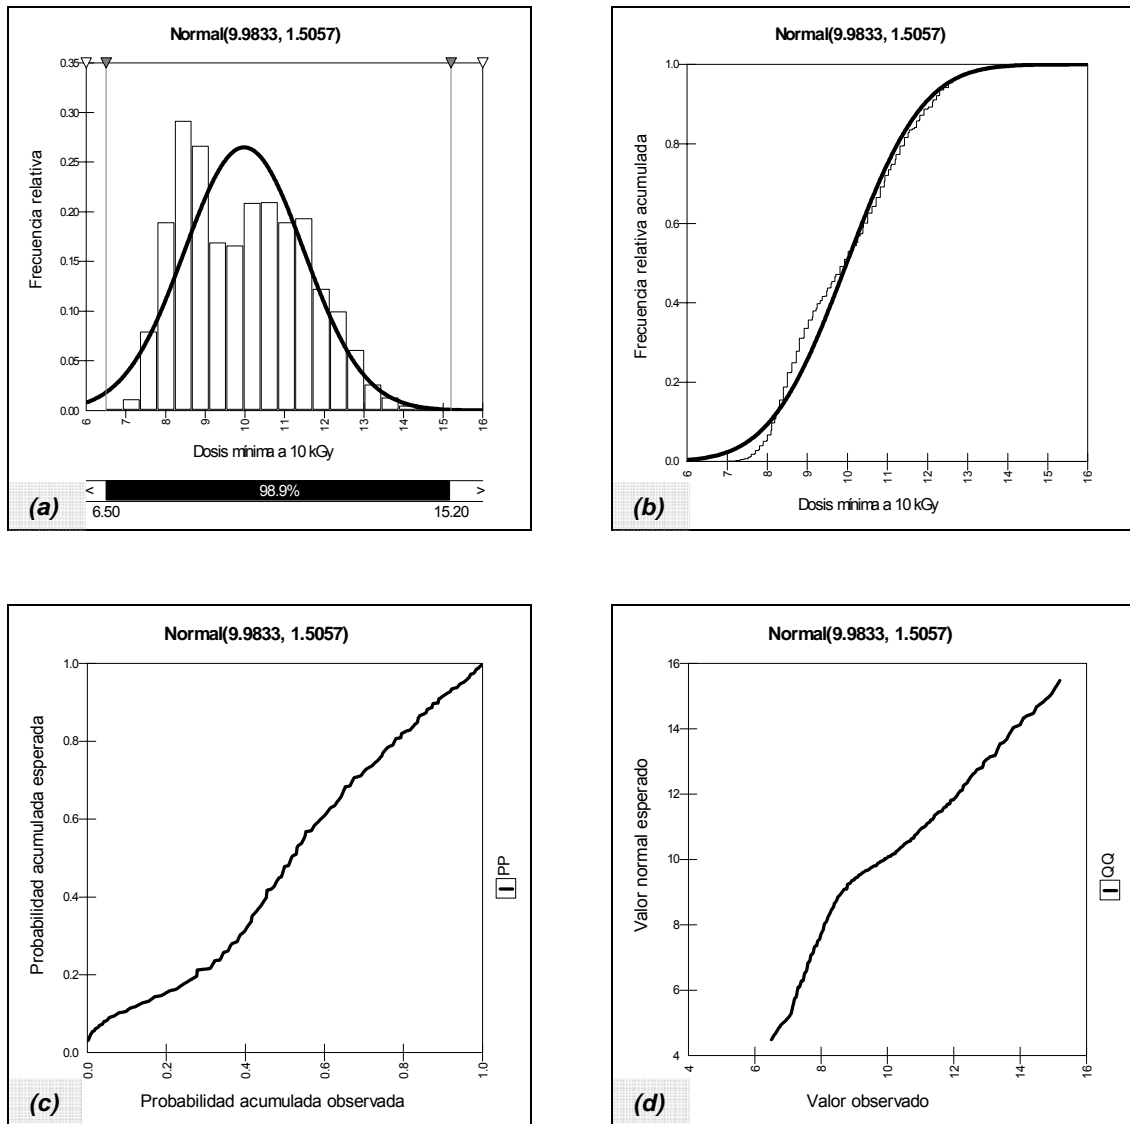 Normal(9.9833, 1.5057)
Frecuencia relativa
0.35
0.30
0.25
0.20
0.15
0.10
0.05
0.00
6 7 8 9 10 11 12 13 14 15 16
Dosis mínima a 10 kGy
< 98.9% >
6.50 15.20
(a)
Normal(9.9833, 1.5057)
Frecuencia relativa acumulada
1.0
0.8
0.6
0.4
0.2
0.0
6 7 8 9 10 11 12 13 14 15 16
Dosis mínima a 10 kGy
(b)
Normal(9.9833, 1.5057)
Probabilidad acumulada esperada
1.0
0.8
0.6
0.4
0.2
0.0
0.0 0.2 0.4 0.6 0.8 1.0
Probabilidad acumulada observada
PP
(c)
Normal(9.9833, 1.5057)
Valor normal esperado
16
14
12
10
8
6
4
4 6 8 10 12 14 16
Valor observado
QQ
(d)